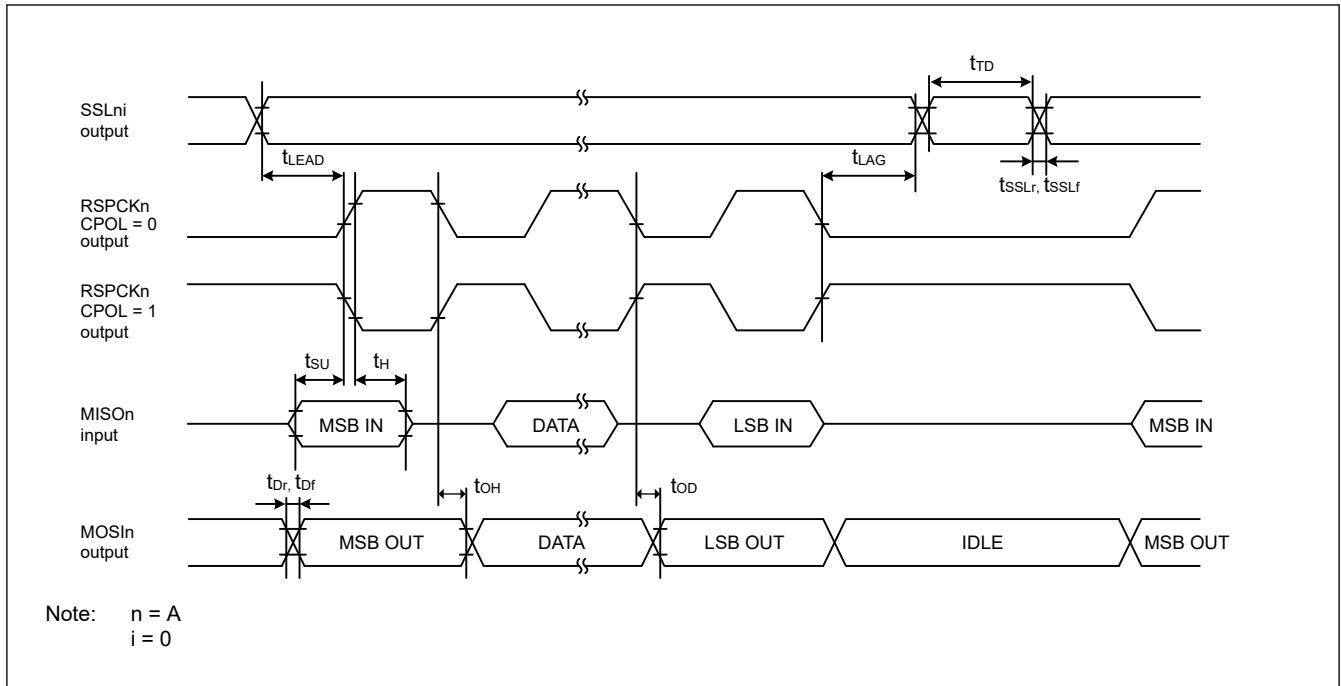 tTD
SSLni
output
tLEAD
tLAG
tSSLr, tSSLf
RSPCKn
CPOL = 0
output
RSPCKn
CPOL = 1
output
tSU
tH
MISOn
input
MSB IN
DATA
LSB IN
MSB IN
tDr, tDf
tOH
tOD
MOSIn
output
MSB OUT
DATA
LSB OUT
IDLE
MSB OUT
Note: n = A
i = 0